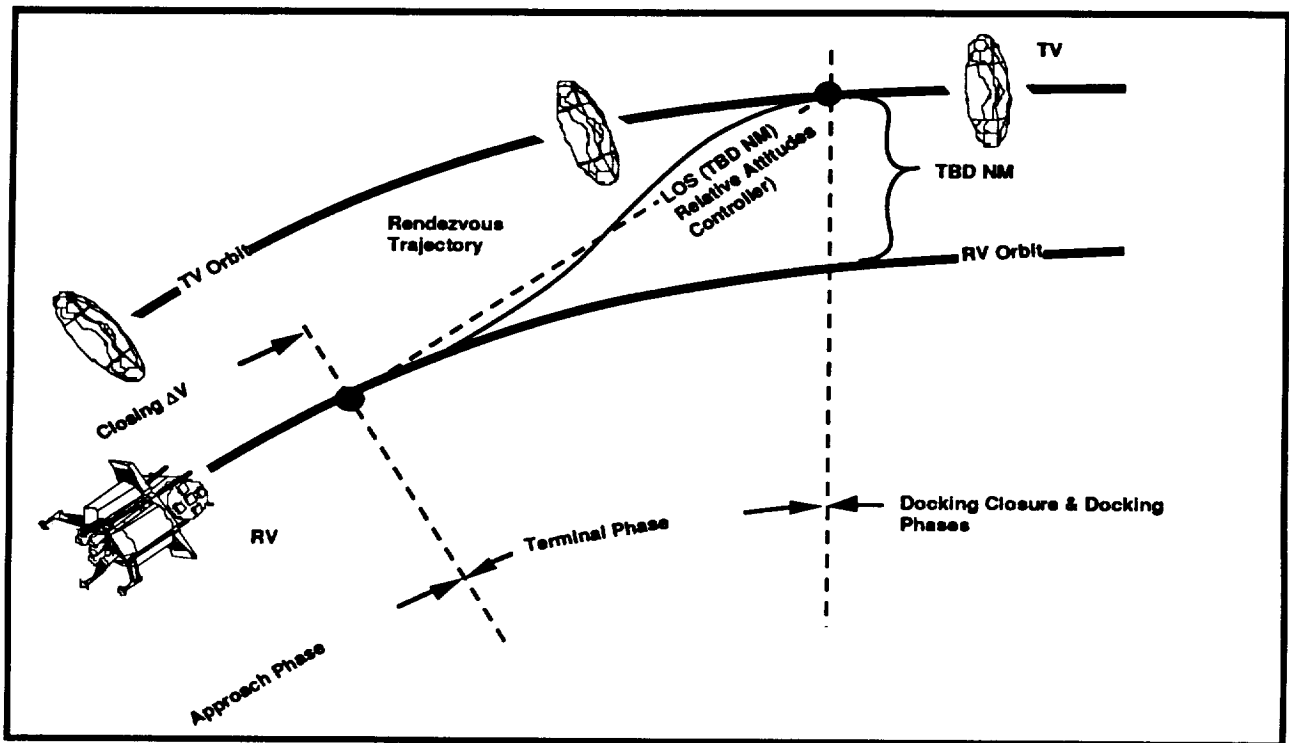 TV
LOS (TBD NM)
Relative Attitudes
Controller)
TBD NM
Rendezvous
Trajectory
TV Orbit
RV Orbit
Closing ΔV
RV
Terminal Phase
Docking Closure & Docking
Phases
Approach Phase